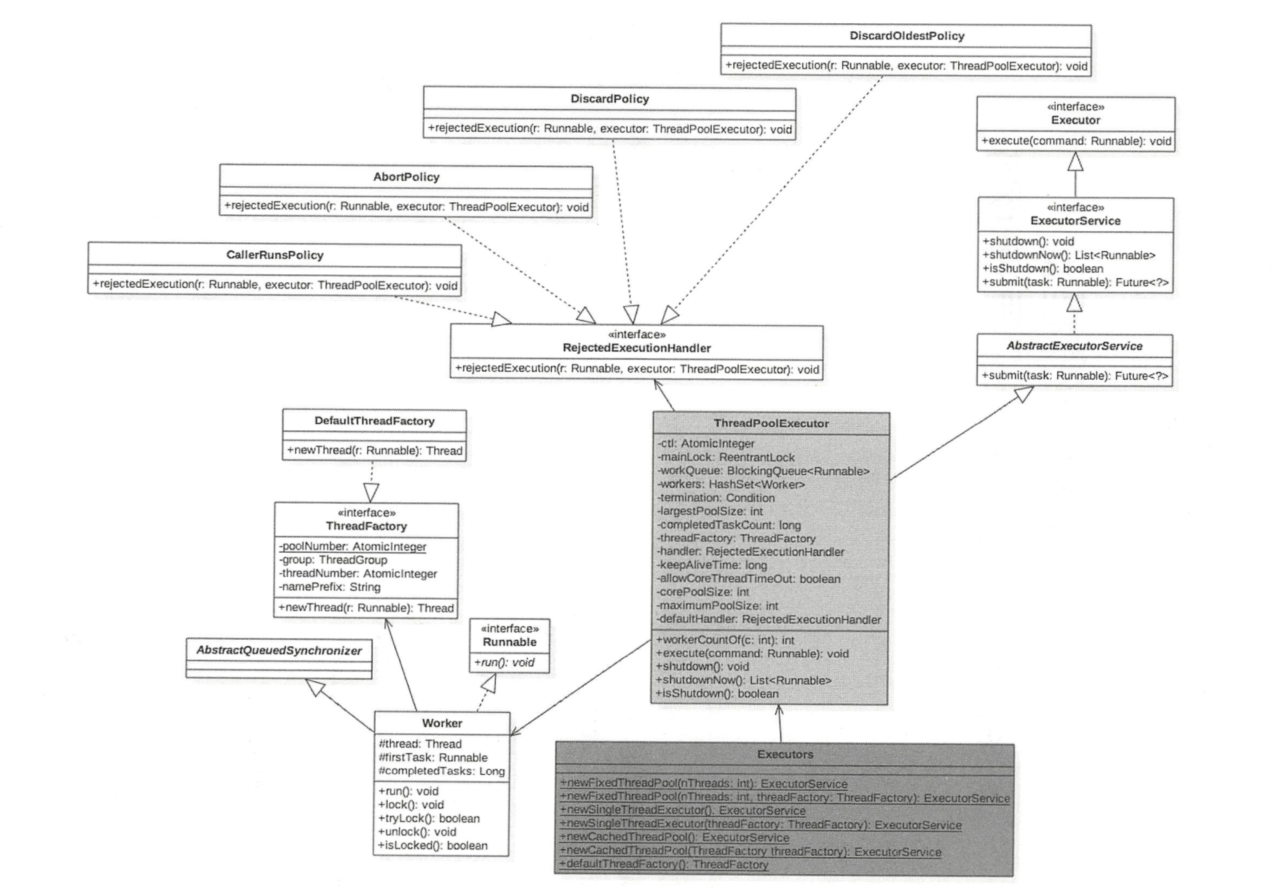 DiscardOldestPolicy
+rejectedExecution(r: Runnable, executor: ThreadPoolExecutor): void
DiscardPolicy
+rejectedExecution(r: Runnable, executor: ThreadPoolExecutor): void
«interface»
Executor
+execute(command: Runnable): void
AbortPolicy
+rejectedExecution(r: Runnable, executor: ThreadPoolExecutor): void
«interface»
ExecutorService
+shutdown(): void
+shutdownNow(): List<Runnable>
+isShutdown(): boolean
+submit(task: Runnable): Future<?>
CallerRunsPolicy
+rejectedExecution(r: Runnable, executor: ThreadPoolExecutor): void
«interface»
RejectedExecutionHandler
+rejectedExecution(r: Runnable, executor: ThreadPoolExecutor): void
AbstractExecutorService
+submit(task: Runnable): Future<?>
DefaultThreadFactory
+newThread(r: Runnable): Thread
«interface»
ThreadFactory
-poolNumber: AtomicInteger
-group: ThreadGroup
-threadNumber: AtomicInteger
-namePrefix: String
+newThread(r: Runnable): Thread
ThreadPoolExecutor
-ctl: AtomicInteger
-mainLock: ReentrantLock
-workQueue: BlockingQueue<Runnable>
-workers: HashSet<Worker>
-termination: Condition
-largestPoolSize: int
-completedTaskCount: long
-threadFactory: ThreadFactory
-handler: RejectedExecutionHandler
-keepAliveTime: long
-allowCoreThreadTimeOut: boolean
-corePoolSize: int
-maximumPoolSize: int
-defaultHandler: RejectedExecutionHandler
+workerCountOf(c: int): int
+execute(command: Runnable): void
+shutdown(): void
+shutdownNow(): List<Runnable>
+isShutdown(): boolean
AbstractQueuedSynchronizer
«interface»
Runnable
+run(): void
Worker
#thread: Thread
#firstTask: Runnable
#completedTasks: Long
+run(): void
+lock(): void
+tryLock(): boolean
+unlock(): void
+isLocked(): boolean
Executors
+newFixedThreadPool(nThreads: int): ExecutorService
+newFixedThreadPool(nThreads: int, threadFactory: ThreadFactory): ExecutorService
+newSingleThreadExecutor(): ExecutorService
+newSingleThreadExecutor(threadFactory: ThreadFactory): ExecutorService
+newCachedThreadPool(): ExecutorService
+newCachedThreadPool(ThreadFactory threadFactory): ExecutorService
+defaultThreadFactory(): ThreadFactory